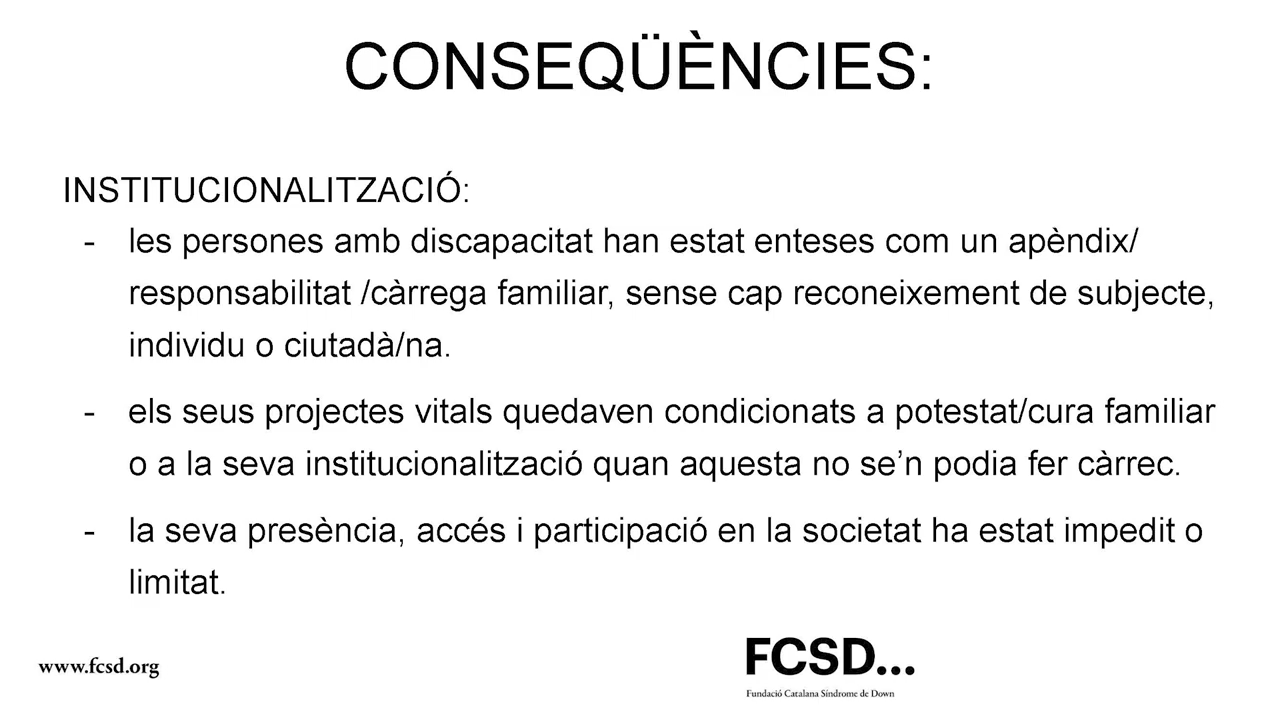 CONSEQÜÈNCIES:
INSTITUCIONALITZACIÓ:
- les persones amb discapacitat han estat enteses com un apèndix/
responsabilitat /càrrega familiar, sense cap reconeixement de subjecte,
individu o ciutadà/na.
- els seus projectes vitals quedaven condicionats a potestat/cura familiar
o a la seva institucionalització quan aquesta no se’n podia fer càrrec.
- la seva presència, accés i participació en la societat ha estat impedit o
limitat.
www.fcsd.org
FCSD...
Fundació Catalana Síndrome de Down